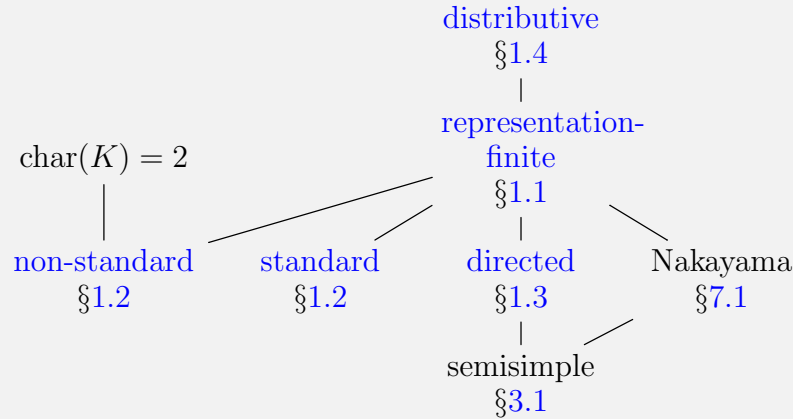 distributive
§1.4
representation-
finite
§1.1
char(K) = 2
non-standard
§1.2
standard
§1.2
directed
§1.3
Nakayama
§7.1
semisimple
§3.1